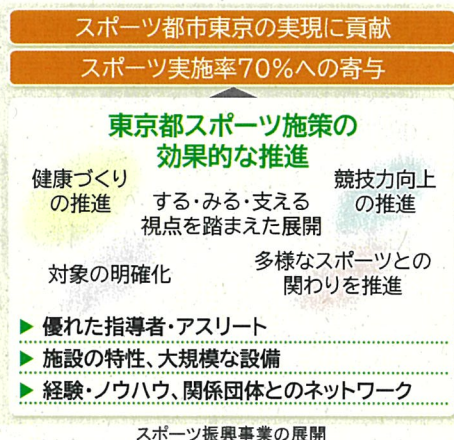 スポーツ都市東京の実現に貢献
スポーツ実施率70%への寄与
東京都スポーツ施策の
効果的な推進
健康づくり
の推進
する・みる・支える
視点を踏まえた展開
競技力向上
の推進
対象の明確化
多様なスポーツとの
関わりを推進
▶ 優れた指導者・アスリート
▶ 施設の特性、大規模な設備
▶ 経験・ノウハウ、関係団体とのネットワーク
スポーツ振興事業の展開